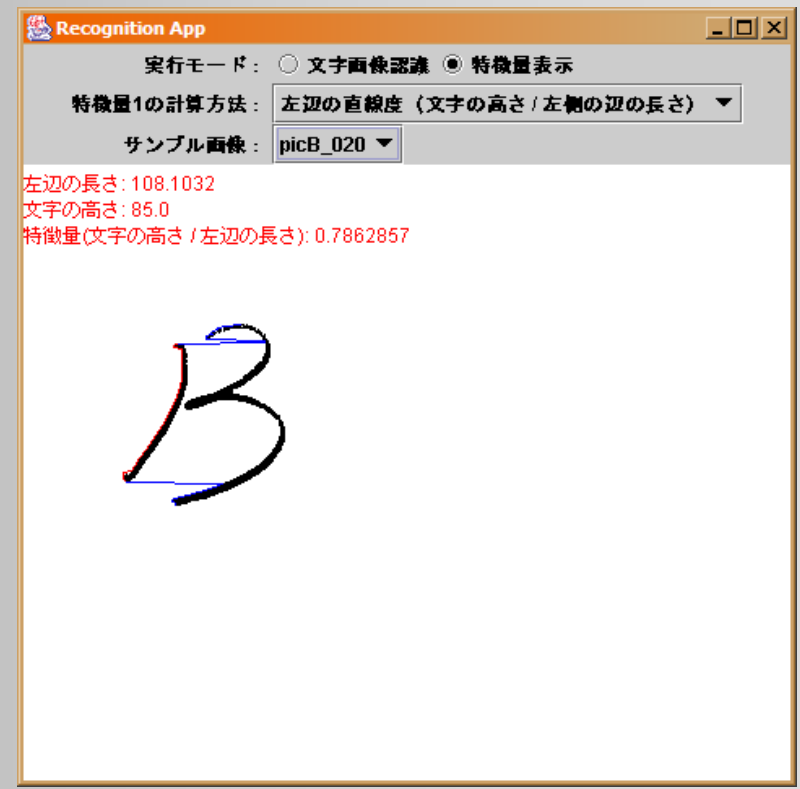 Recognition App
実行モード： 文字画像認識 特徴量表示
特徴量1の計算方法： 左辺の直線度（文字の高さ / 左側の辺の長さ）
サンプル画像： picB_020
左辺の長さ: 108.1032
文字の高さ: 85.0
特徴量(文字の高さ / 左辺の長さ): 0.7862857
B